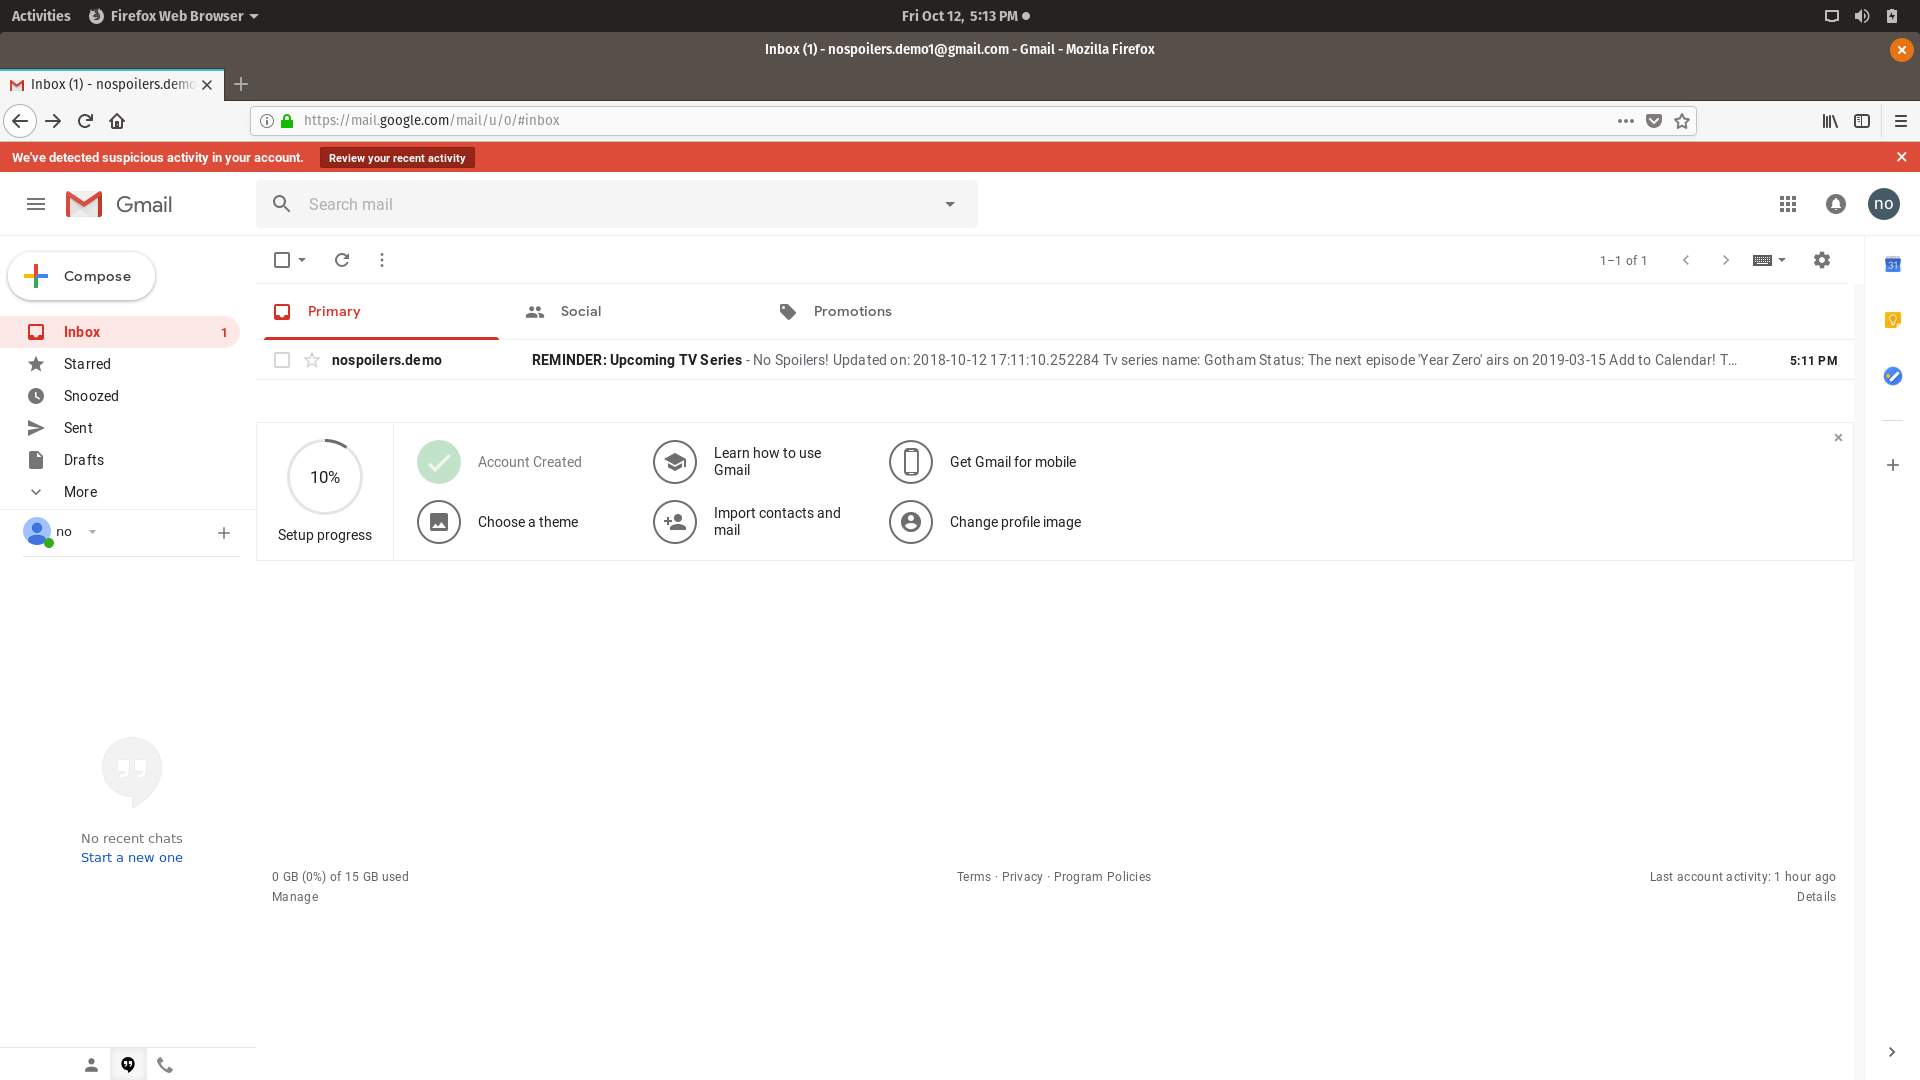 Activities
Firefox Web Browser
Fri Oct 12, 5:13 PM
Inbox (1) - nospoilers.demo1@gmail.com - Gmail - Mozilla Firefox
Inbox (1) - nospoilers.demo
https://mail.google.com/mail/u/0/#inbox
We've detected suspicious activity in your account.
Review your recent activity
Gmail
Search mail
no
Compose
1–1 of 1
31
Primary
Social
Promotions
Inbox
1
nospoilers.demo
REMINDER: Upcoming TV Series - No Spoilers! Updated on: 2018-10-12 17:11:10.252284 Tv series name: Gotham Status: The next episode 'Year Zero' airs on 2019-03-15 Add to Calendar! T...
5:11 PM
Starred
Snoozed
Sent
Drafts
More
no
10%
Setup progress
Account Created
Learn how to use
Gmail
Get Gmail for mobile
Choose a theme
Import contacts and
mail
Change profile image
No recent chats
Start a new one
0 GB (0%) of 15 GB used
Manage
Terms · Privacy · Program Policies
Last account activity: 1 hour ago
Details